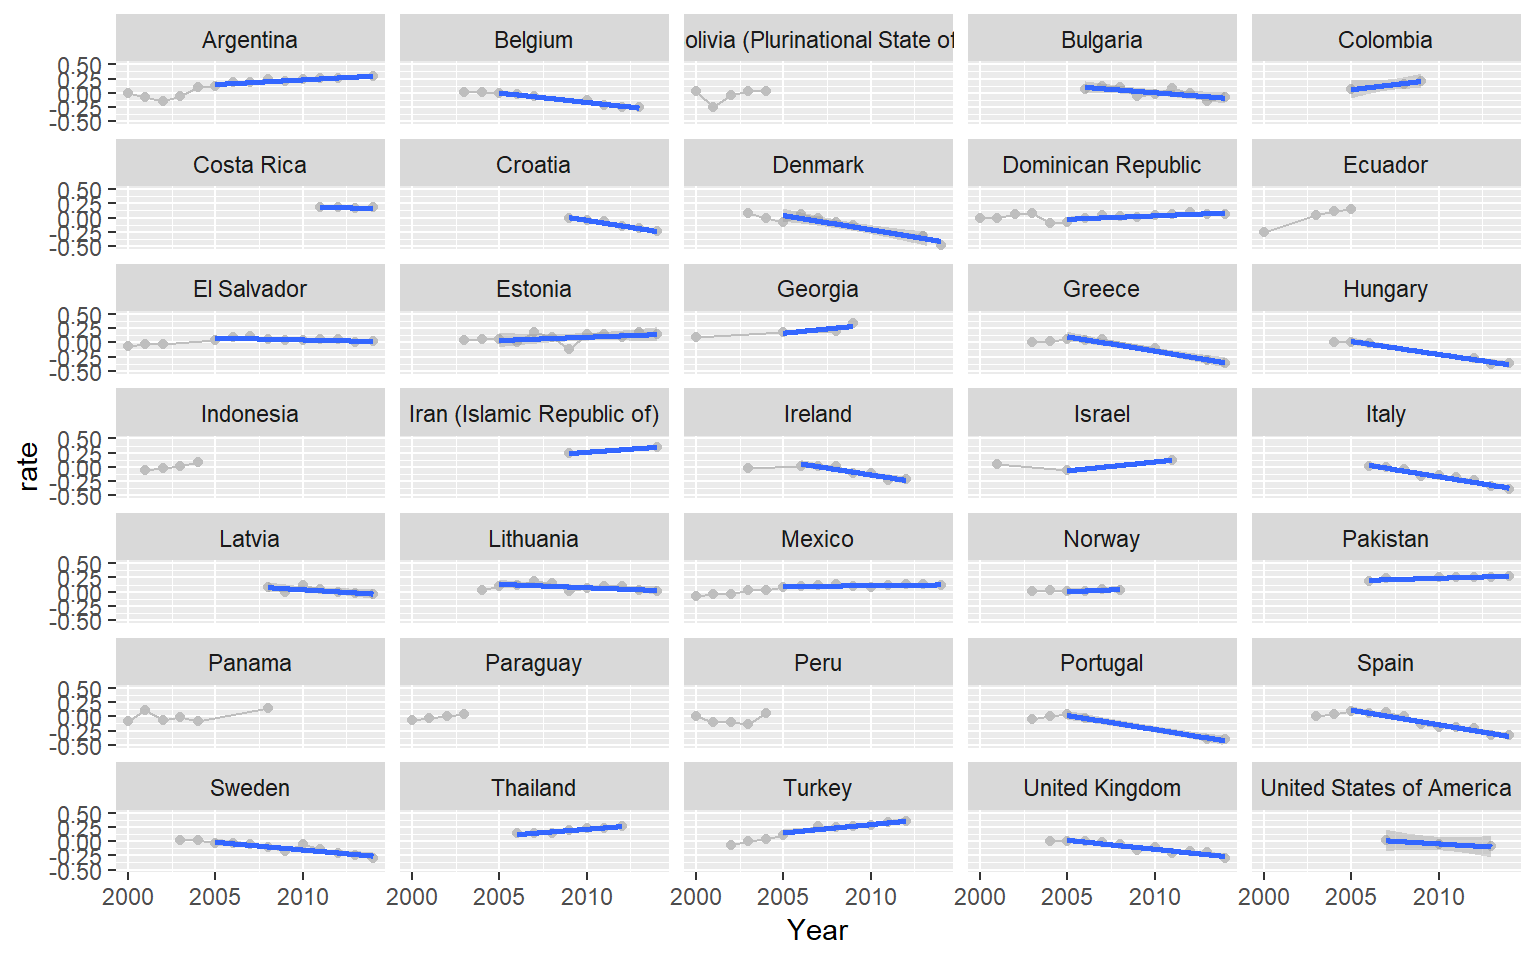 Argentina
Belgium
olivia (Plurinational State of
Bulgaria
Colombia
0.50
0.25
0.00
-0.25
-0.50
Costa Rica
Croatia
Denmark
Dominican Republic
Ecuador
0.50
0.25
0.00
-0.25
-0.50
El Salvador
Estonia
Georgia
Greece
Hungary
0.50
0.25
0.00
-0.25
-0.50
Indonesia
Iran (Islamic Republic of)
Ireland
Israel
Italy
0.50
0.25
0.00
-0.25
-0.50
rate
Latvia
Lithuania
Mexico
Norway
Pakistan
0.50
0.25
0.00
-0.25
-0.50
Panama
Paraguay
Peru
Portugal
Spain
0.50
0.25
0.00
-0.25
-0.50
Sweden
Thailand
Turkey
United Kingdom
United States of America
0.50
0.25
0.00
-0.25
-0.50
2000 2005 2010
2000 2005 2010
2000 2005 2010
2000 2005 2010
2000 2005 2010
Year